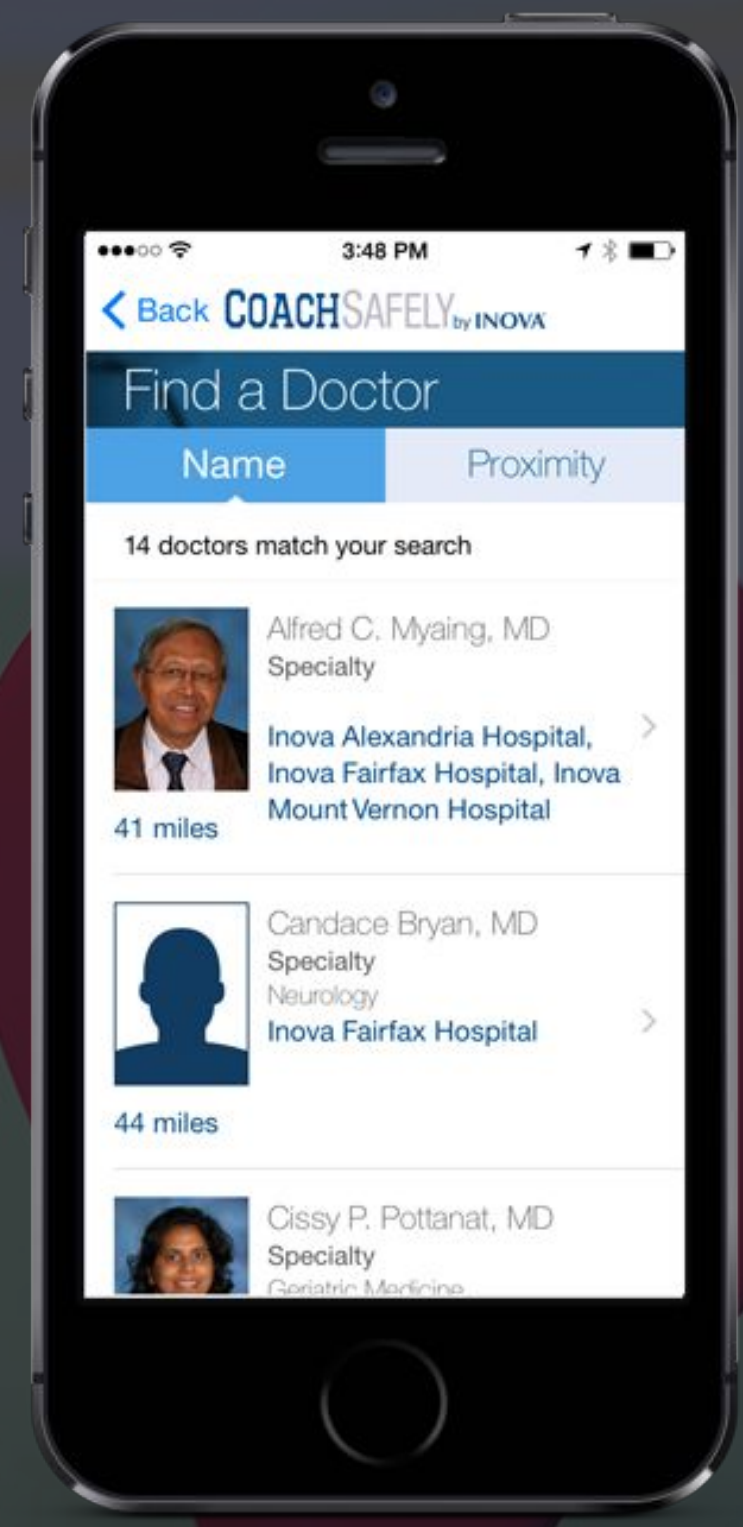 3:48 PM
Back COACHSAFELY by INOVA
Find a Doctor
Name Proximity
14 doctors match your search
Alfred C. Myaing, MD
Specialty
Inova Alexandria Hospital,
Inova Fairfax Hospital, Inova
Mount Vernon Hospital
41 miles
Candace Bryan, MD
Specialty
Neurology
Inova Fairfax Hospital
44 miles
Cissy P. Pottanat, MD
Specialty
Geriatric Medicine